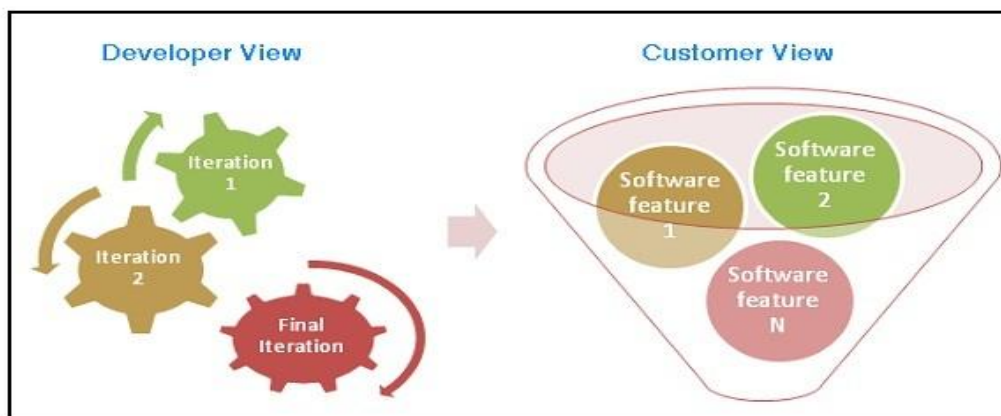 Developer View
Customer View
Iteration
1
Iteration
2
Final
Iteration
Software
feature
1
Software
feature
2
Software
feature
N